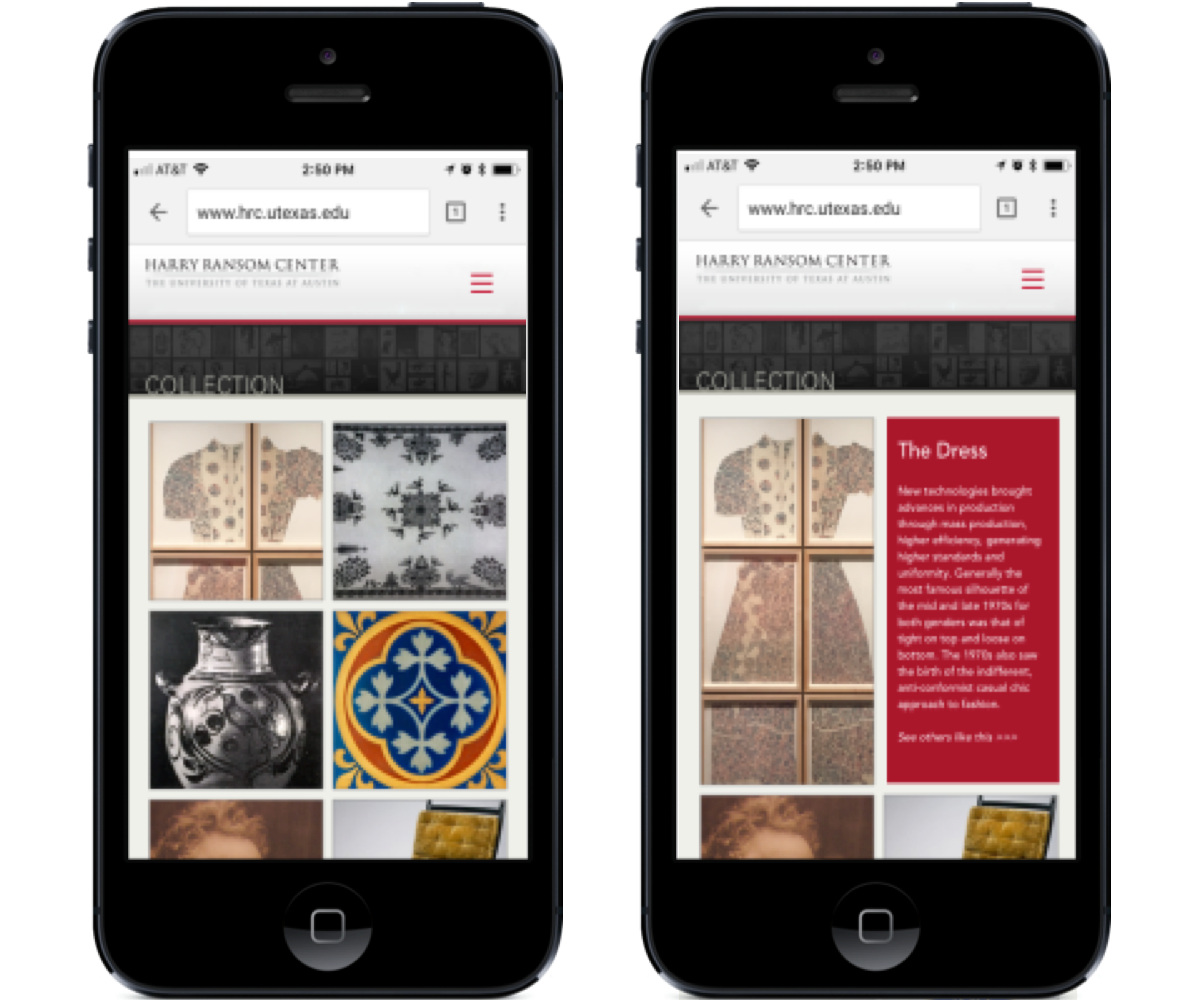 AT&T 2:50 PM
www.hrc.utexas.edu 1
HARRY RANSOM CENTER
THE UNIVERSITY OF TEXAS AT AUSTIN
COLLECTION
AT&T 2:50 PM
www.hrc.utexas.edu 1
HARRY RANSOM CENTER
THE UNIVERSITY OF TEXAS AT AUSTIN
COLLECTION
The Dress
New technologies brought
advances in production
through mass production,
higher efficiency, generating
higher standards and
uniformity. Generally the
most famous silhouette of
the mid and late 1970s for
both genders was that of
tight on top and loose on
bottom. The 1970s also saw
the birth of the indifferent,
anti-conformist casual chic
approach to fashion.
See others like this >>>